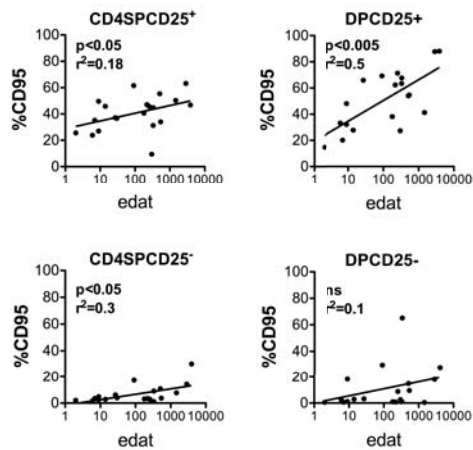 CD4SPCD25⁺
p<0.05
r²=0.18
%CD95
100
80
60
40
20
0
1 10 100 1000 10000
edat
DPCD25+
p<0.005
r²=0.5
%CD95
100
80
60
40
20
0
1 10 100 1000 10000
edat
CD4SPCD25⁻
p<0.05
r²=0.3
%CD95
100
80
60
40
20
0
1 10 100 1000 10000
edat
DPCD25-
ns
r²=0.1
%CD95
100
80
60
40
20
0
1 10 100 1000 10000
edat